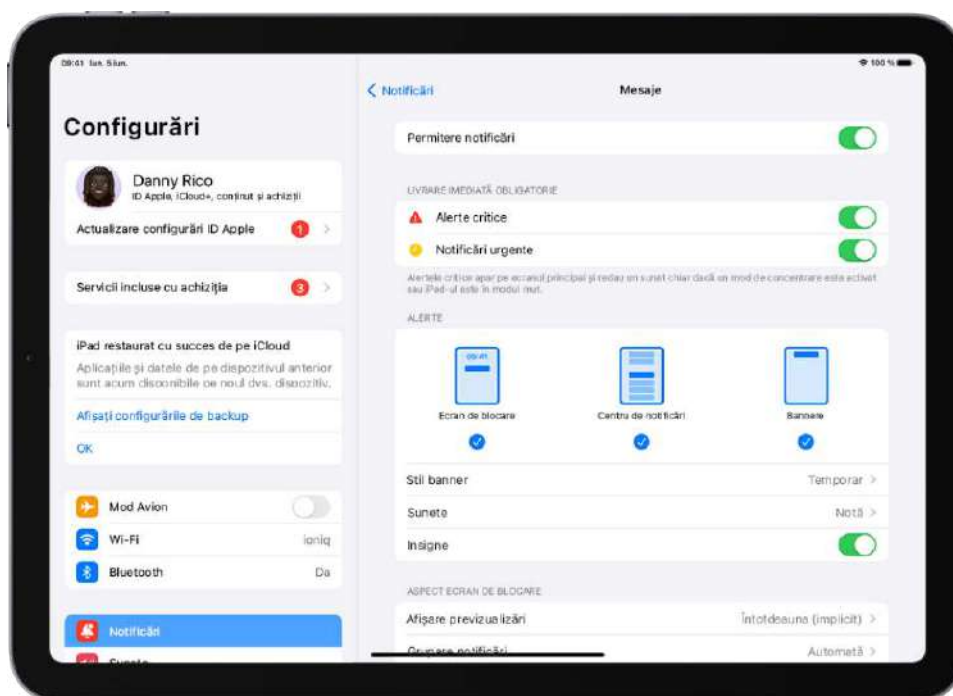 09:41 lun. 5 iun.
100 %
Configurări
Danny Rico
ID Apple, iCloud+, conținut și achiziții
Actualizare configurări ID Apple
1
Servicii incluse cu achiziția
3
iPad restaurat cu succes de pe iCloud
Aplicațiile și datele de pe dispozitivul anterior
sunt acum disponibile pe noul dvs. dispozitiv.
Afișați configurările de backup
OK
Mod Avion
Wi-Fi
ioniq
Bluetooth
Da
Notificări
Sunete
Notificări
Mesaje
Permitere notificări
LIVRARE IMEDIATĂ OBLIGATORIE
Alerte critice
Notificări urgente
Alertele critice apar pe ecranul principal și redau un sunet chiar dacă un mod de concentrare este activat
sau iPad-ul este în modul mut.
ALERTE
09:41
Ecran de blocare
Centru de notificări
Bannere
Stil banner
Temporar
Sunete
Notă
Insigne
ASPECT ECRAN DE BLOCARE
Afișare previzualizări
Întotdeauna (implicit)
Grupare notificări
Automată